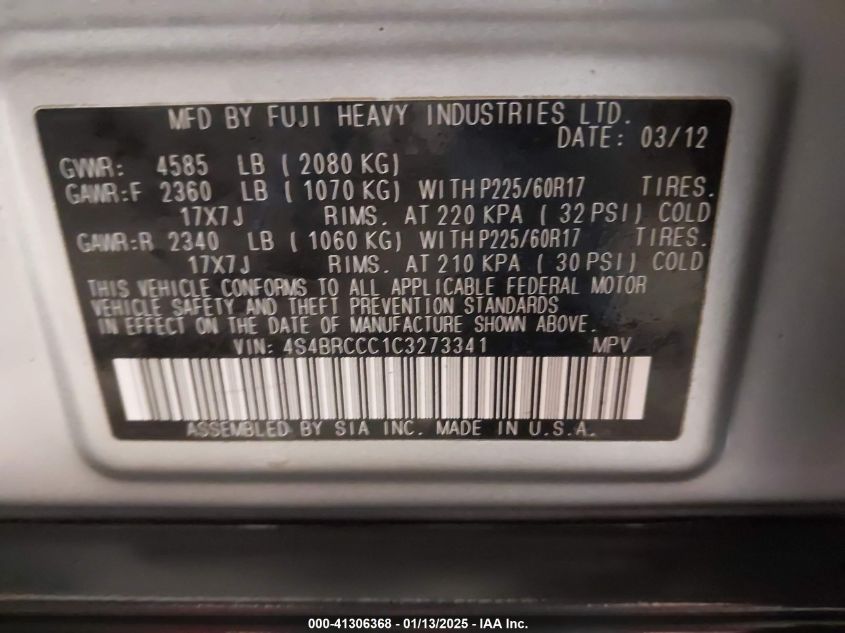 MFD BY FUJI HEAVY INDUSTRIES LTD.
DATE: 03/12
GVWR: 4585 LB ( 2080 KG)
GAWR:F 2360 LB ( 1070 KG) WITH P225/60R17 TIRES.
17X7J RIMS. AT 220 KPA ( 32 PSI) COLD
GAWR:R 2340 LB ( 1060 KG) WITH P225/60R17 TIRES.
17X7J RIMS. AT 210 KPA ( 30 PSI) COLD
THIS VEHICLE CONFORMS TO ALL APPLICABLE FEDERAL MOTOR
VEHICLE SAFETY AND THEFT PREVENTION STANDARDS
IN EFFECT ON THE DATE OF MANUFACTURE SHOWN ABOVE.
VIN: 4S4BRCCC1C3273341 MPV
ASSEMBLED BY SIA INC. MADE IN U.S.A.
000-41306368 - 01/13/2025 - IAA Inc.